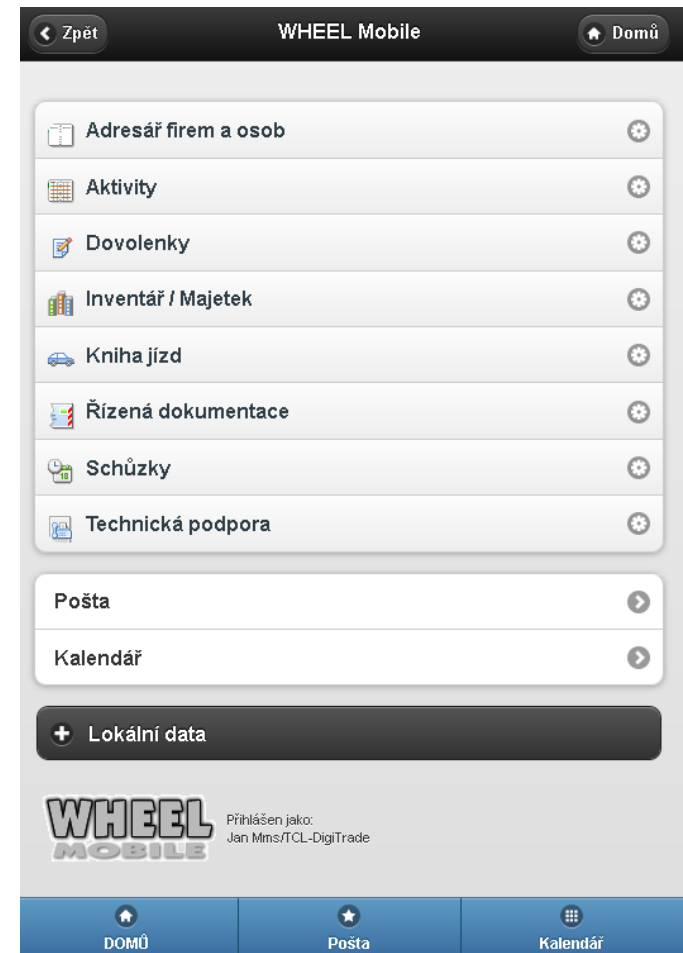 Zpět
WHEEL Mobile
Domů
Adresář firem a osob
Aktivity
Dovolenky
Inventář / Majetek
Kniha jízd
Řízená dokumentace
Schůzky
Technická podpora
Pošta
Kalendář
Lokální data
WHEEL
MOBILE
Přihlášen jako:
Jan Mms/TCL-DigiTrade
DOMŮ
Pošta
Kalendář